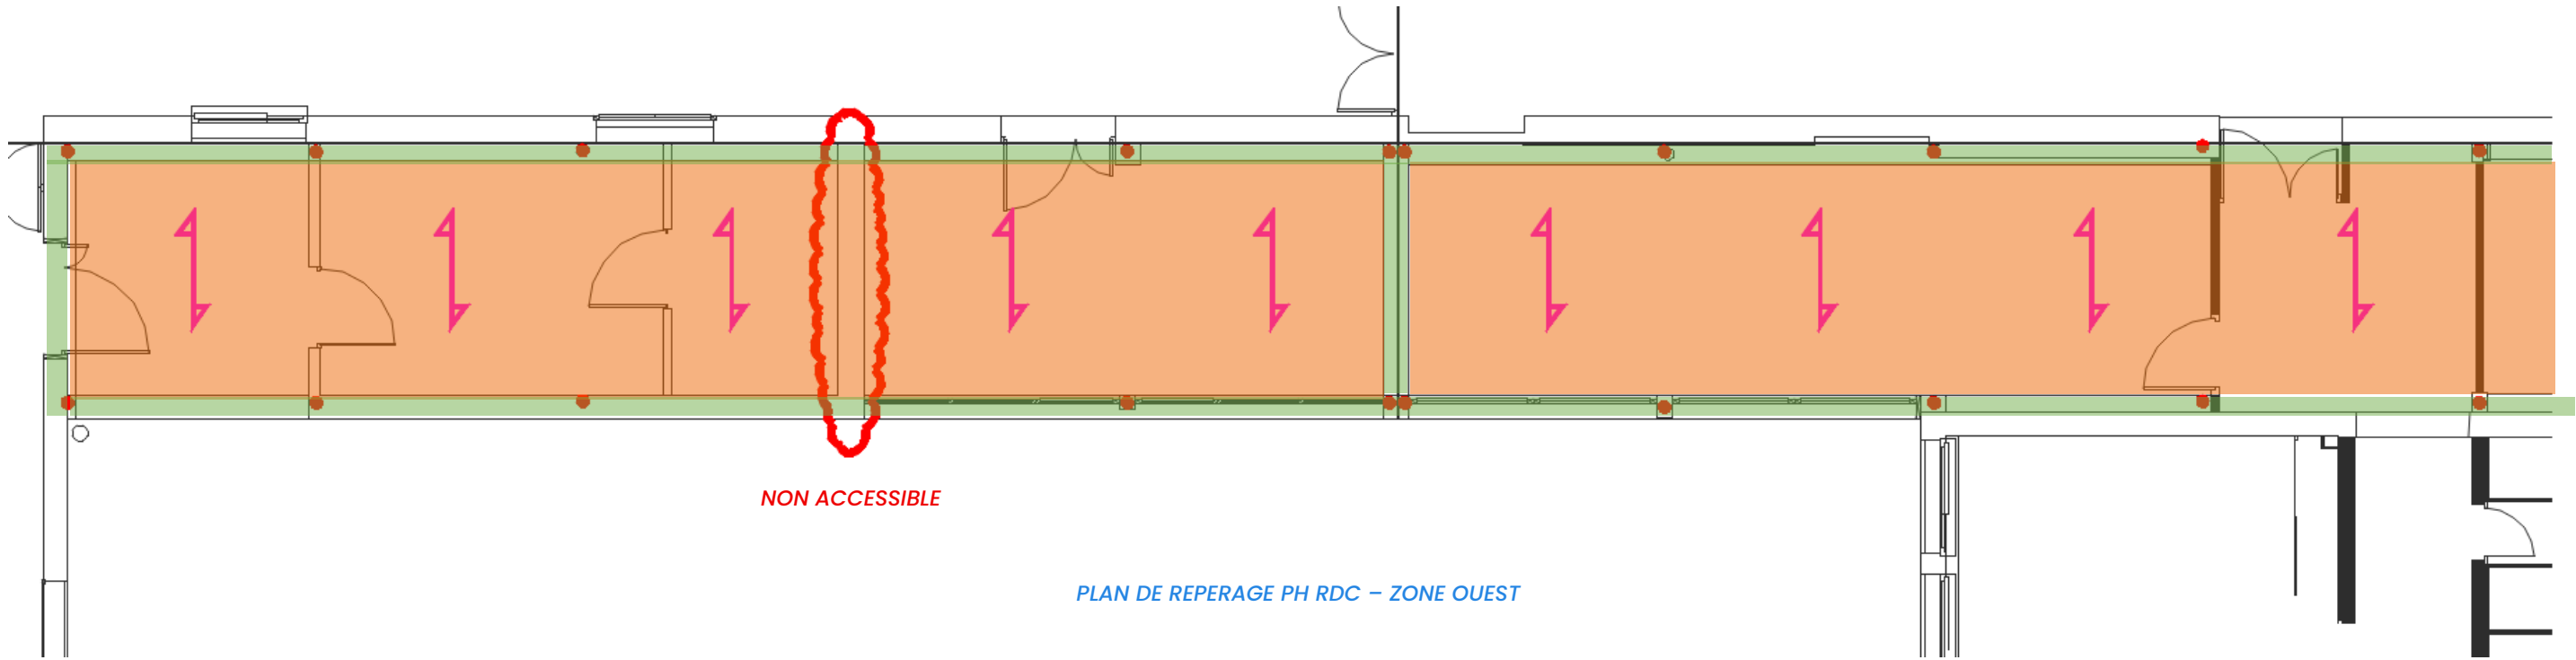 NON ACCESSIBLE
PLAN DE REPERAGE PH RDC – ZONE OUEST